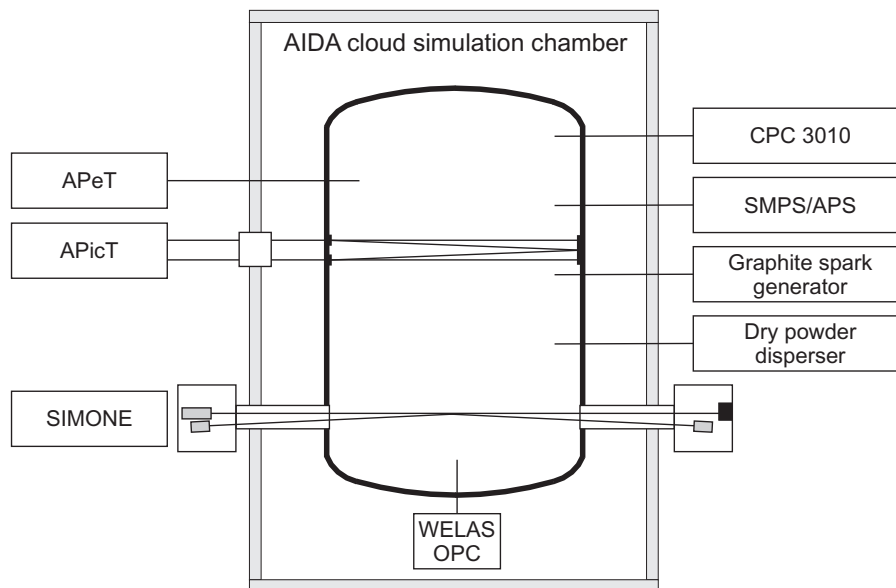 AIDA cloud simulation chamber
APeT
APicT
SIMONE
CPC 3010
SMPS/APS
Graphite spark
generator
Dry powder
disperser
WELAS
OPC